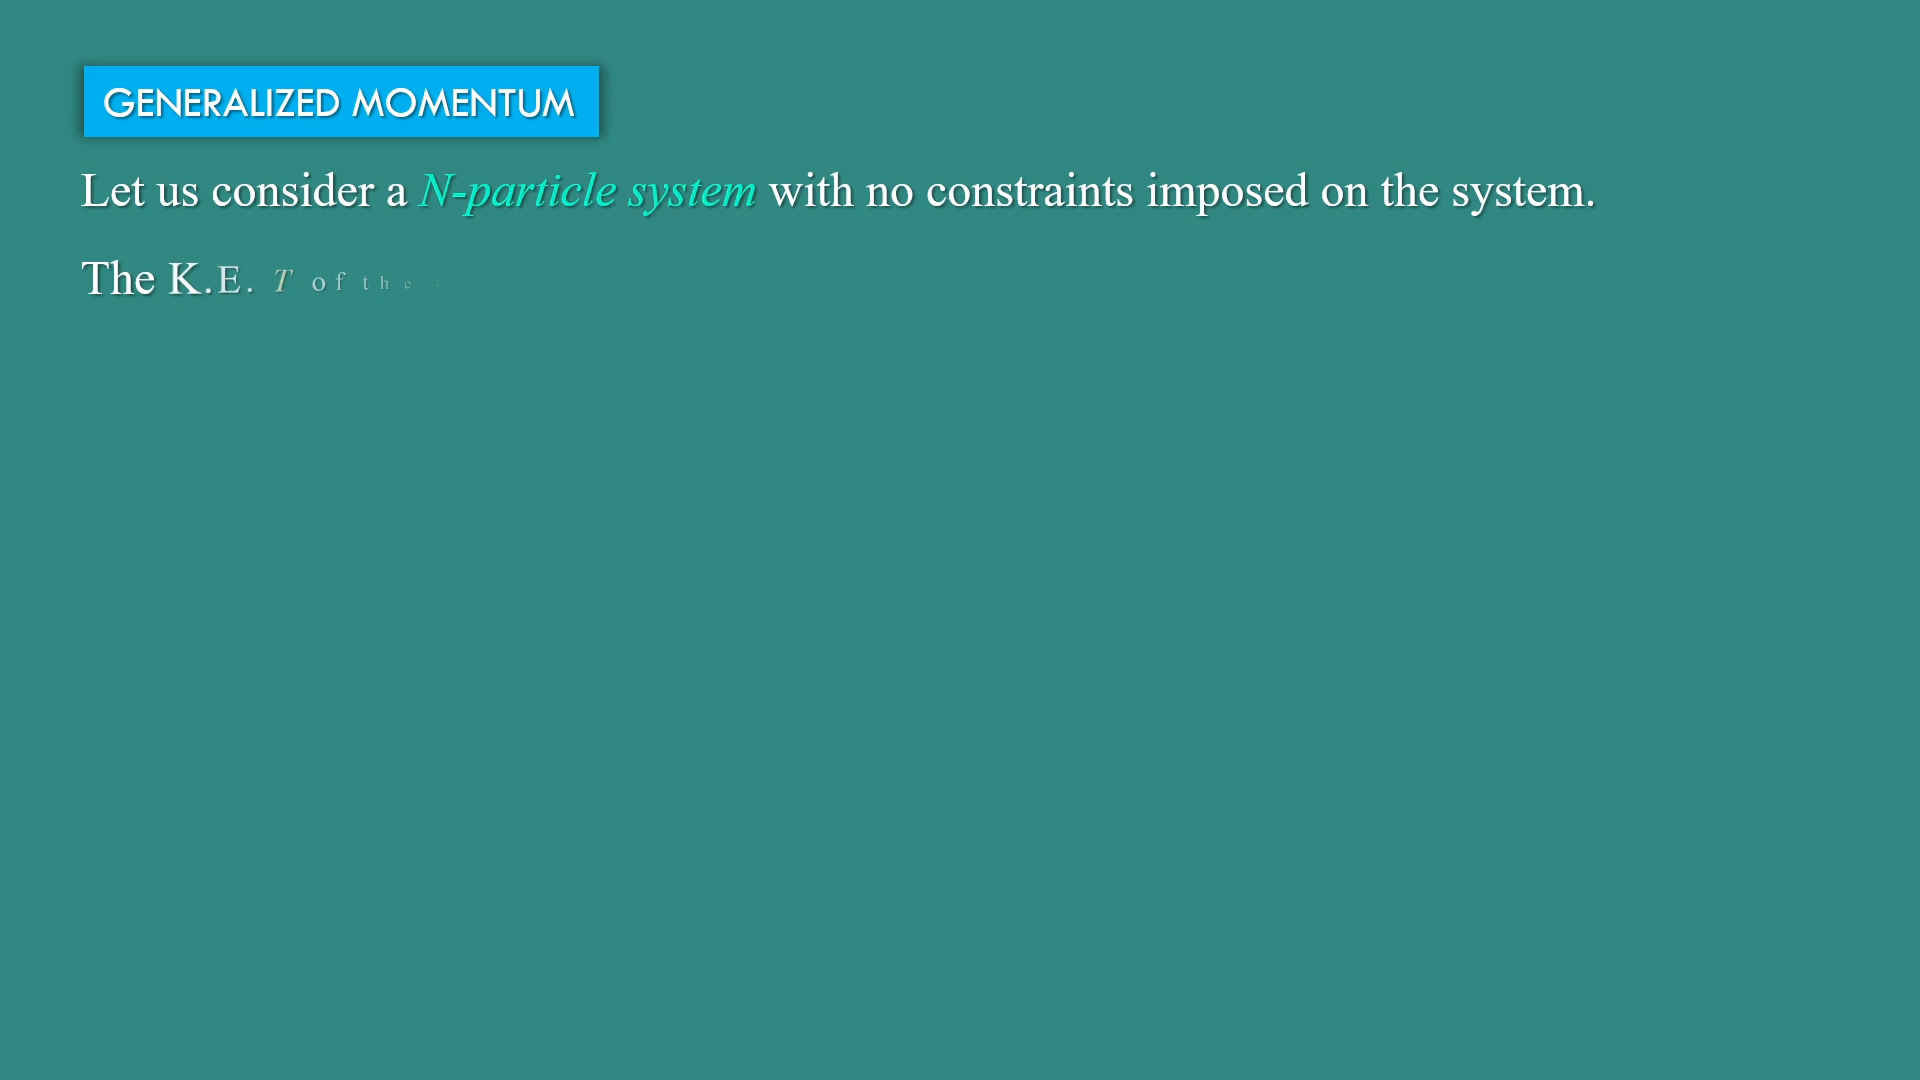 GENERALIZED MOMENTUM
Let us consider a N-particle system with no constraints imposed on the system.
The K.E. T of the